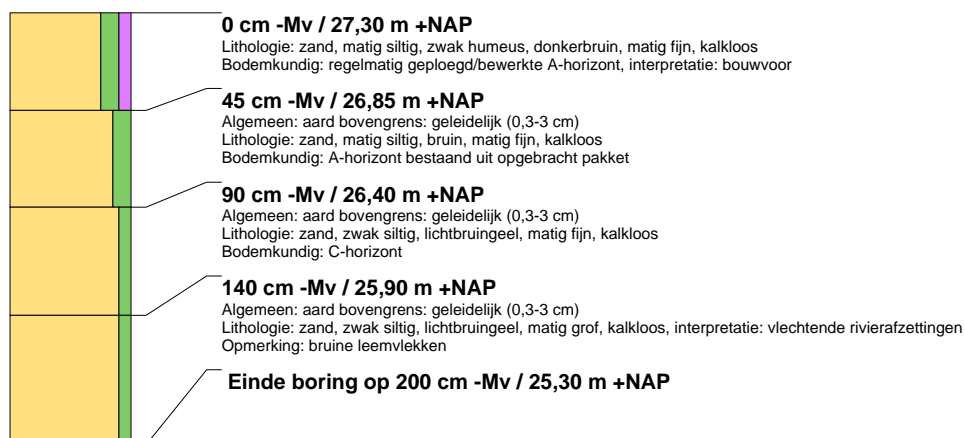 0 cm -Mv / 27,30 m +NAP
Lithologie: zand, matig siltig, zwak humeus, donkerbruin, matig fijn, kalkloos
Bodemkundig: regelmatig geploegd/bewerkte A-horizont, interpretatie: bouwvoor
45 cm -Mv / 26,85 m +NAP
Algemeen: aard bovengrens: geleidelijk (0,3-3 cm)
Lithologie: zand, matig siltig, bruin, matig fijn, kalkloos
Bodemkundig: A-horizont bestaand uit opgebracht pakket
90 cm -Mv / 26,40 m +NAP
Algemeen: aard bovengrens: geleidelijk (0,3-3 cm)
Lithologie: zand, zwak siltig, lichtbruingeel, matig fijn, kalkloos
Bodemkundig: C-horizont
140 cm -Mv / 25,90 m +NAP
Algemeen: aard bovengrens: geleidelijk (0,3-3 cm)
Lithologie: zand, zwak siltig, lichtbruingeel, matig grof, kalkloos, interpretatie: vlechtende rivierafzettingen
Opmerking: bruine leemvlekken
Einde boring op 200 cm -Mv / 25,30 m +NAP